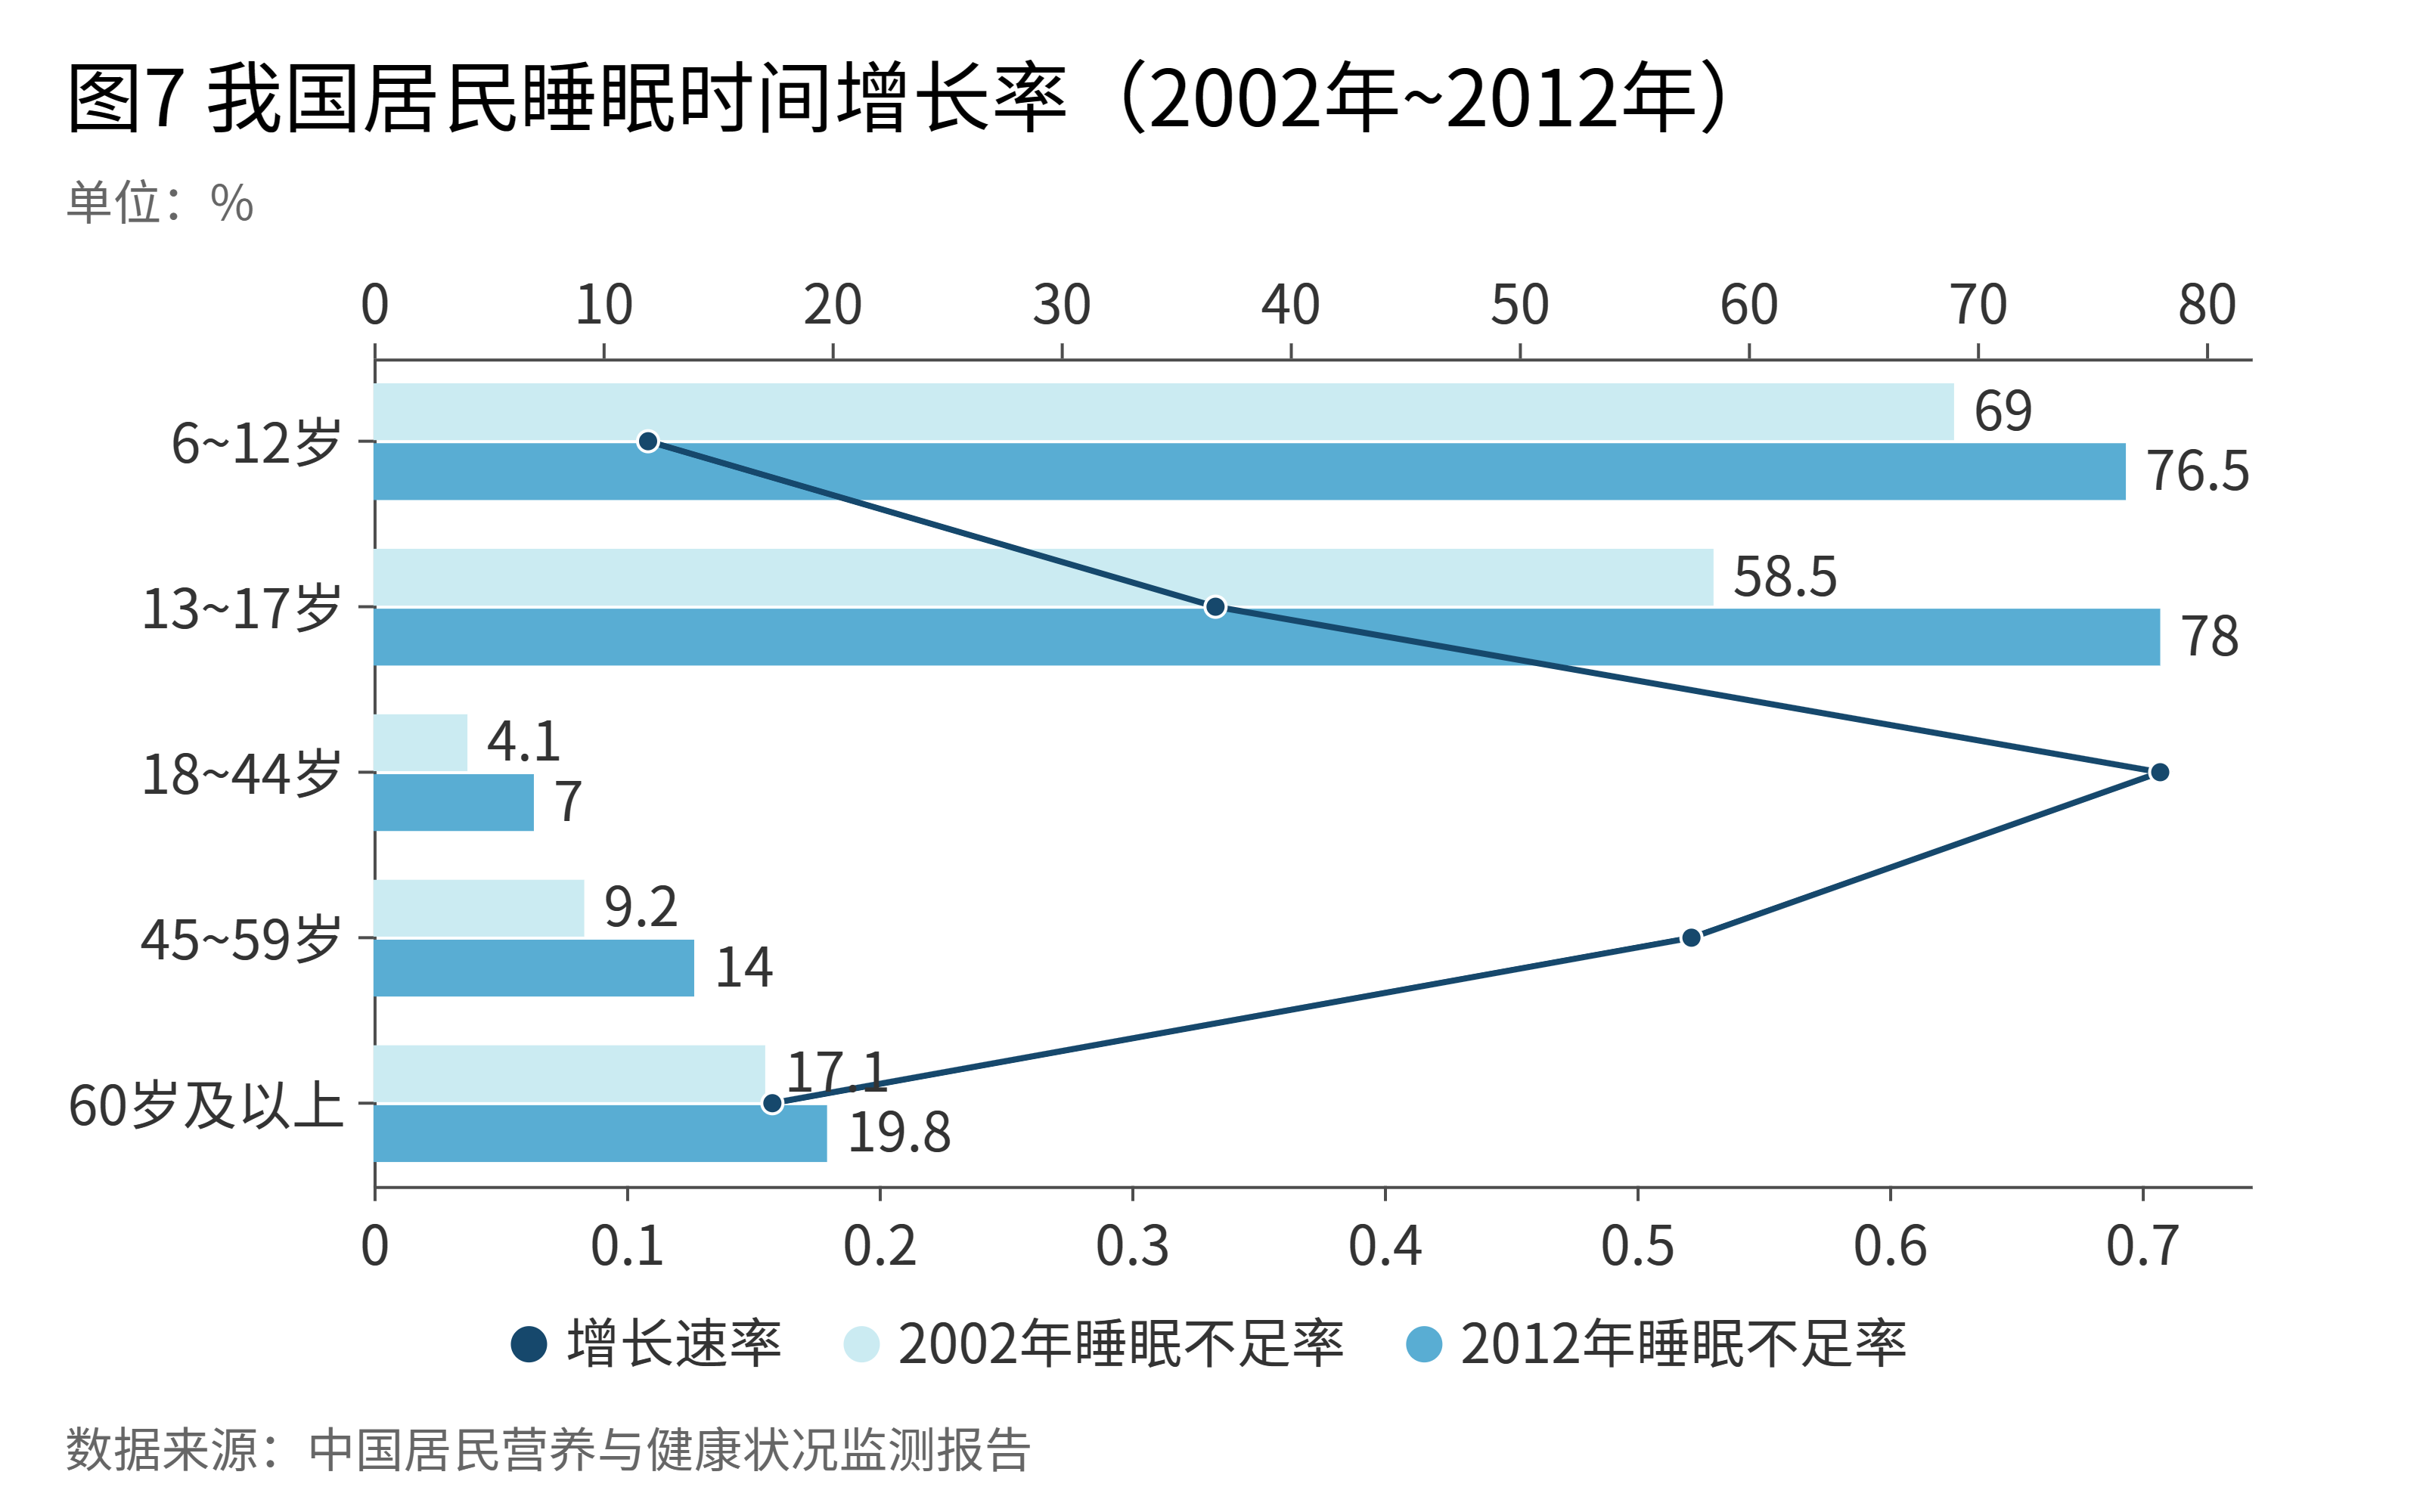 图7 我国居民睡眠时间增长率（2002年~2012年）
单位：%
0 10 20 30 40 50 60 70 80
69
6~12岁
76.5
58.5
13~17岁
78
4.1
18~44岁
7
9.2
45~59岁
14
17.1
60岁及以上
19.8
0 0.1 0.2 0.3 0.4 0.5 0.6 0.7
增长速率 2002年睡眠不足率 2012年睡眠不足率
数据来源：中国居民营养与健康状况监测报告